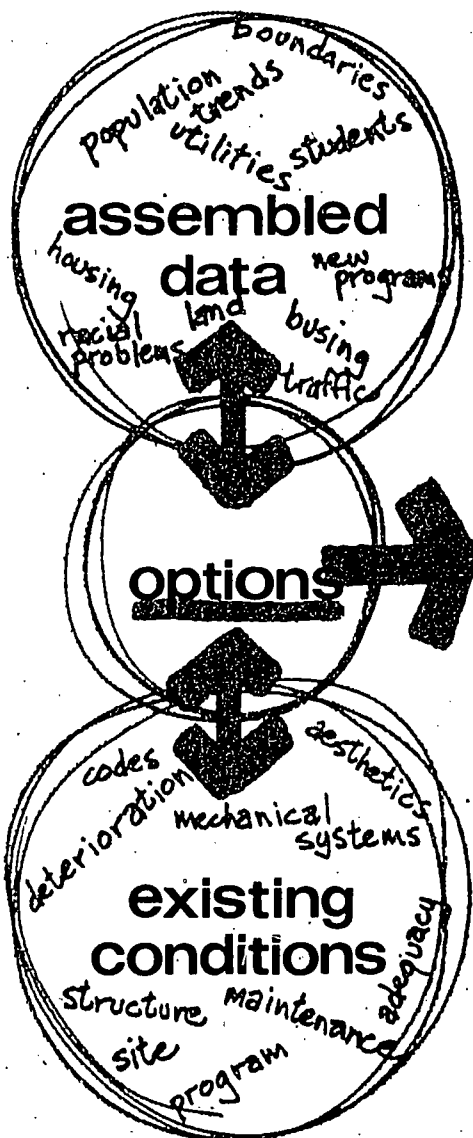 boundaries
population
trends
utilities
students
assembled
data
housing
new
program
racial
problems
land
busing
traffic
options
codes
aesthetics
deterioration
mechanical
systems
existing
conditions
adequacy
structure
maintenance
site
program